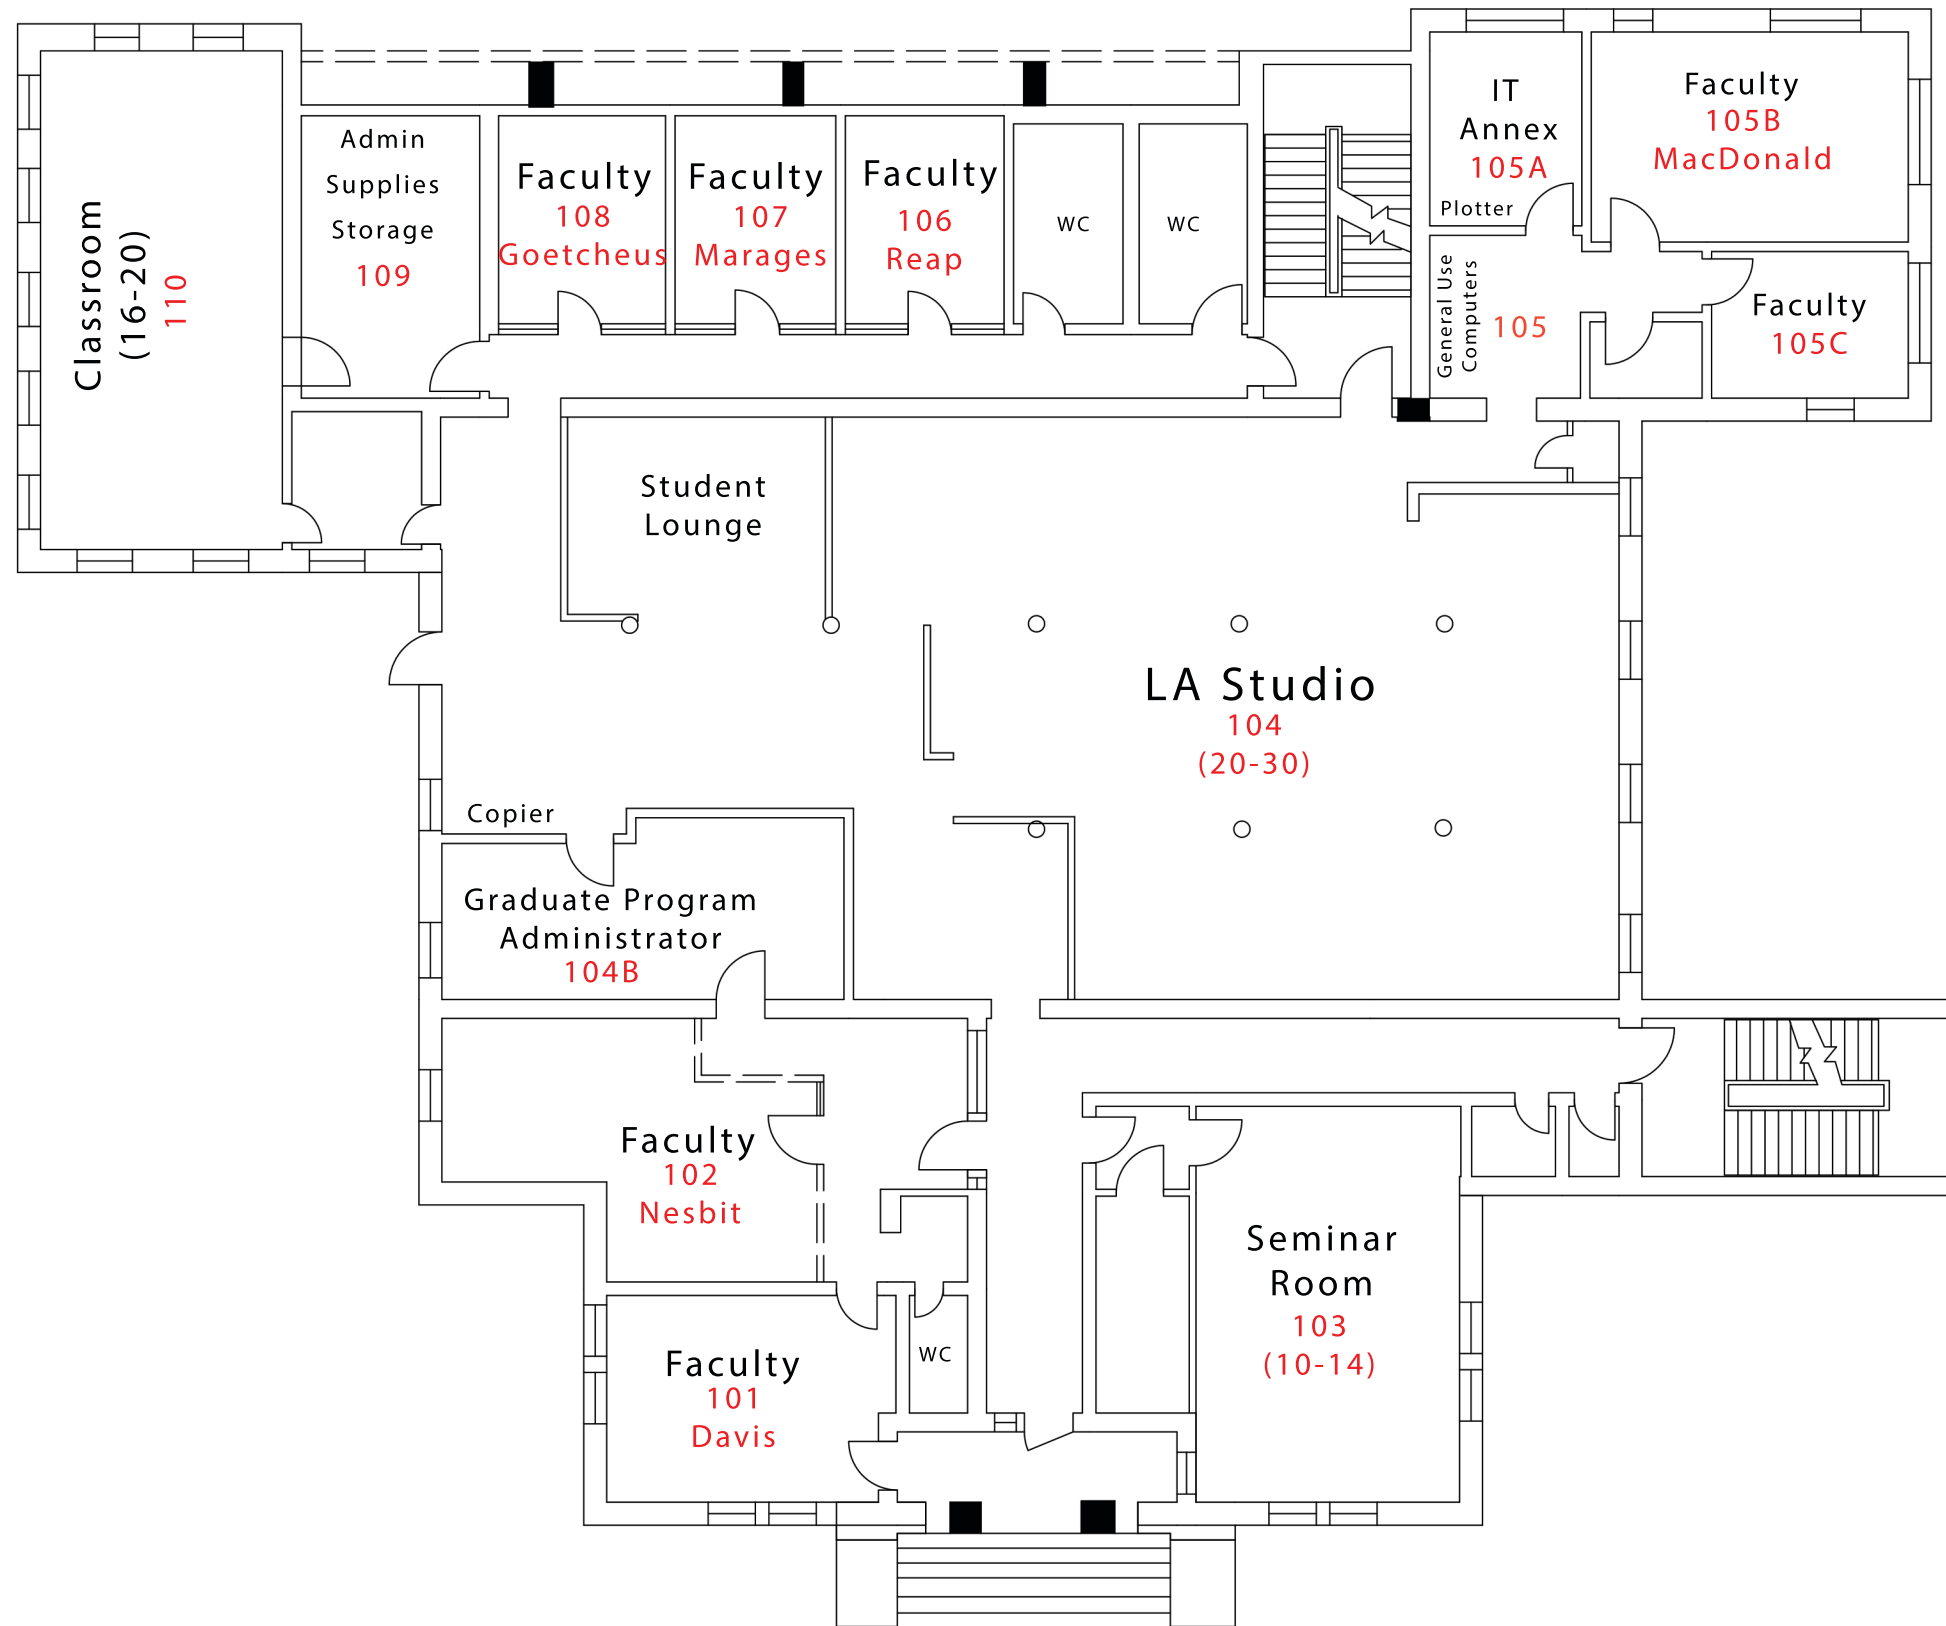 Classroom
(16-20)
110
Admin
Supplies
Storage
109
Faculty
108
Goetcheus
Faculty
107
Marages
Faculty
106
Reap
WC
WC
IT
Annex
105A
Plotter
Faculty
105B
MacDonald
General Use
Computers
105
Faculty
105C
Student
Lounge
LA Studio
104
(20-30)
Copier
Graduate Program
Administrator
104B
Faculty
102
Nesbit
Faculty
101
Davis
WC
Seminar
Room
103
(10-14)